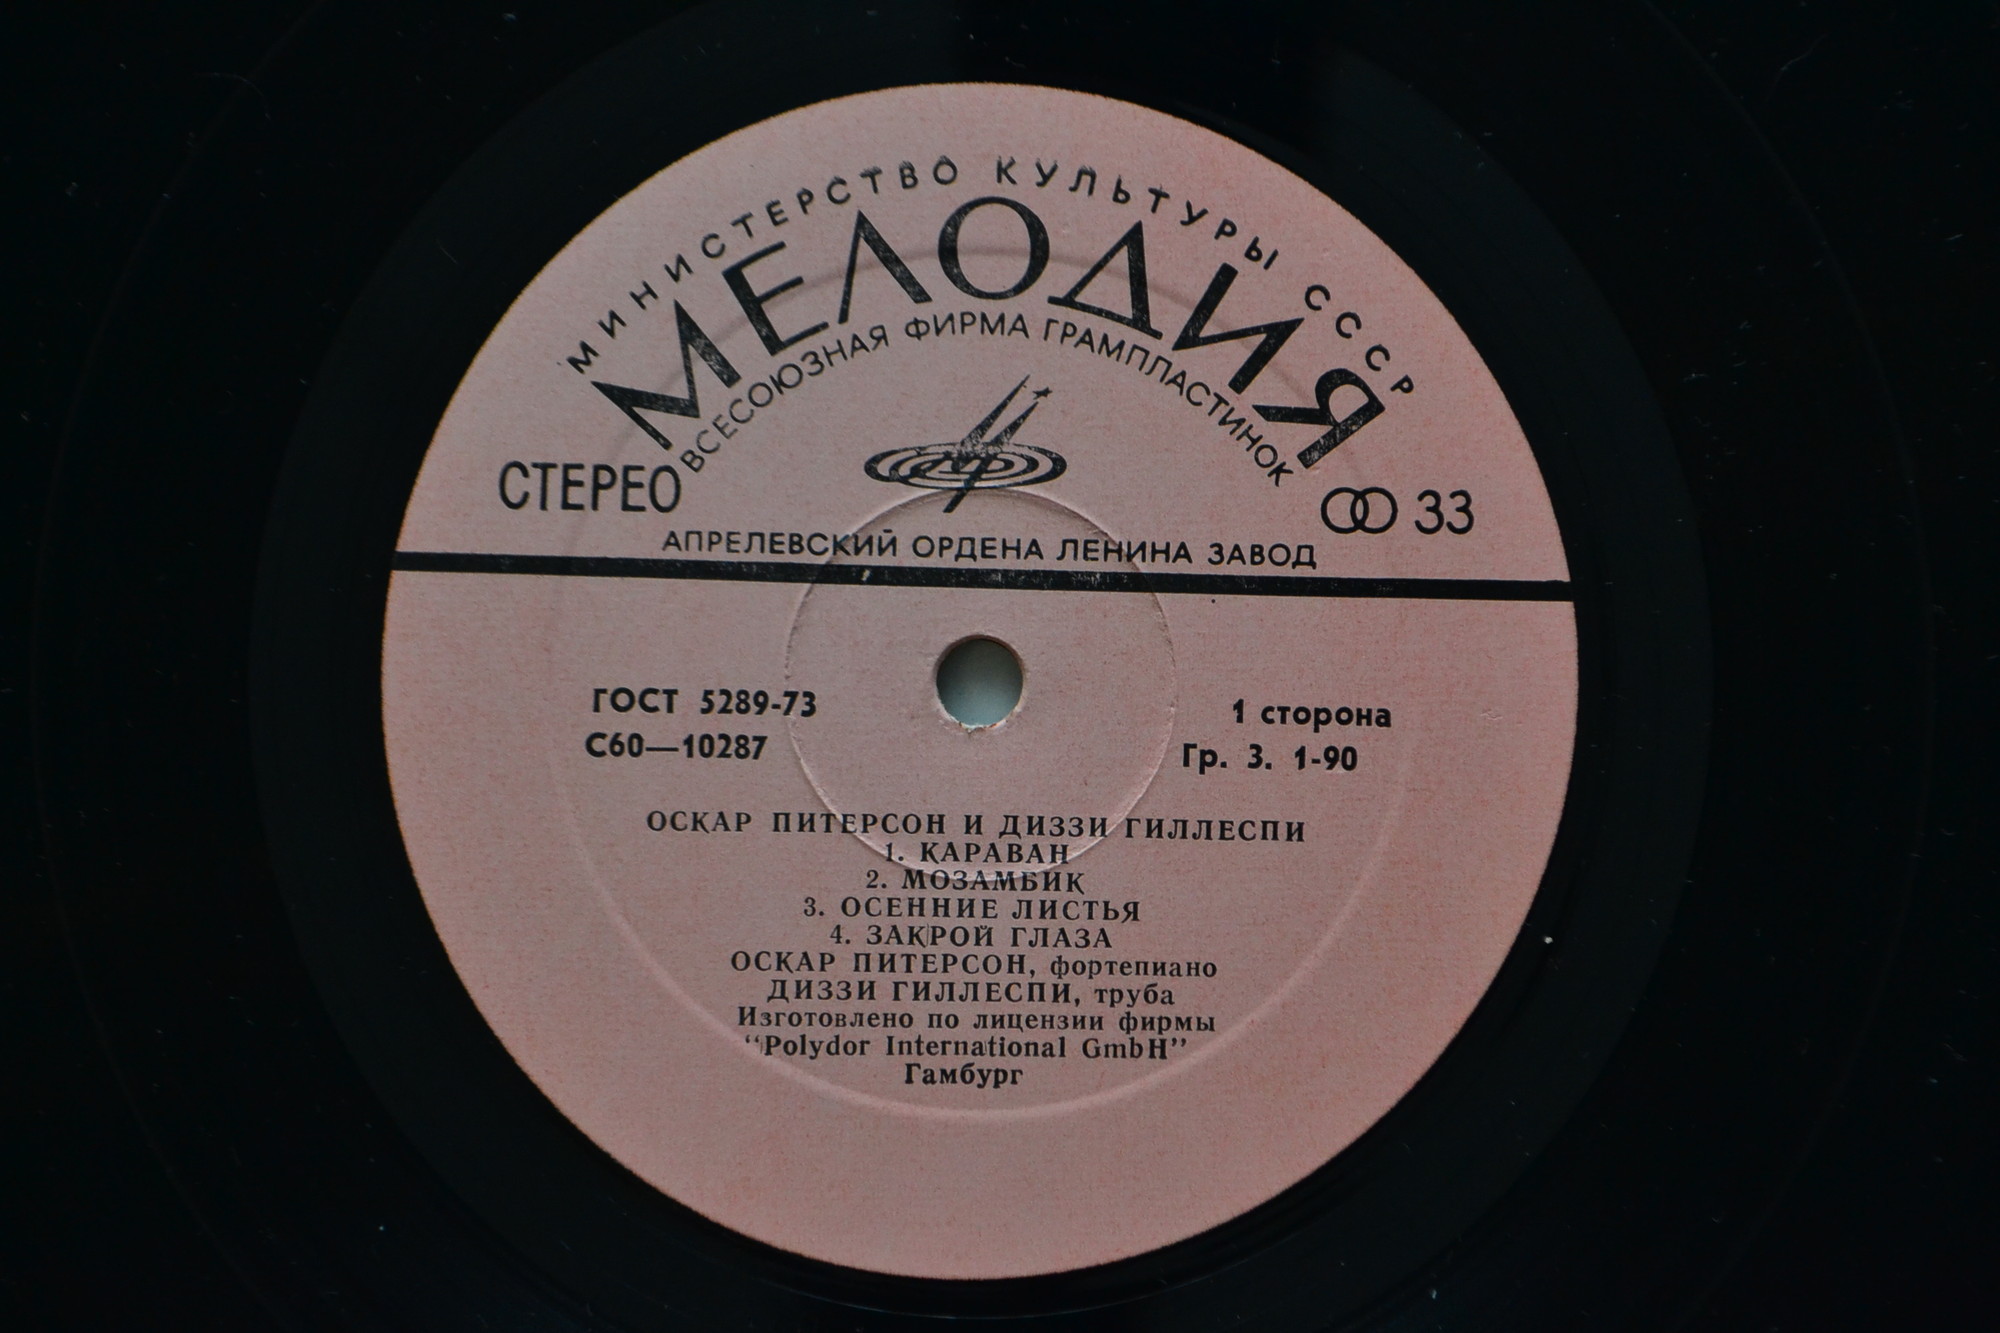 МИНИСТЕРСТВО КУЛЬТУРЫ СССР
МЕЛОДИЯ
ВСЕСОЮЗНАЯ ФИРМА ГРАМПЛАСТИНОК
СТЕРЕО
33
АПРЕЛЕВСКИЙ ОРДЕНА ЛЕНИНА ЗАВОД
ГОСТ 5289-73
1 сторона
С60—10287
Гр. 3. 1-90
ОСКАР ПИТЕРСОН И ДИЗЗИ ГИЛЛЕСПИ
1. КАРАВАН
2. МОЗАМБИК
3. ОСЕННИЕ ЛИСТЬЯ
4. ЗАКРОЙ ГЛАЗА
ОСКАР ПИТЕРСОН, фортепиано
ДИЗЗИ ГИЛЛЕСПИ, труба
Изготовлено по лицензии фирмы
“Polydor International GmbH”
Гамбург